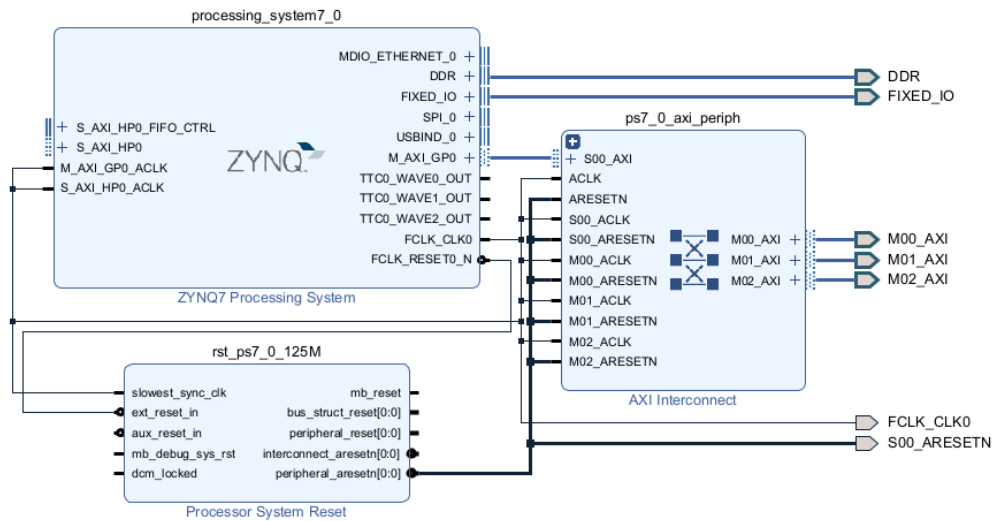 processing_system7_0
MDIO_ETHERNET_0
DDR
FIXED_IO
SPI_0
USBIND_0
M_AXI_GP0
TTC0_WAVE0_OUT
TTC0_WAVE1_OUT
TTC0_WAVE2_OUT
FCLK_CLK0
FCLK_RESET0_N
S_AXI_HP0_FIFO_CTRL
S_AXI_HP0
M_AXI_GP0_ACLK
S_AXI_HP0_ACLK
ZYNQ
ZYNQ7 Processing System
DDR
FIXED_IO
ps7_0_axi_periph
S00_AXI
ACLK
ARESETN
S00_ACLK
S00_ARESETN
M00_ACLK
M00_ARESETN
M01_ACLK
M01_ARESETN
M02_ACLK
M02_ARESETN
M00_AXI
M01_AXI
M02_AXI
AXI Interconnect
M00_AXI
M01_AXI
M02_AXI
rst_ps7_0_125M
slowest_sync_clk
ext_reset_in
aux_reset_in
mb_debug_sys_rst
dcm_locked
mb_reset
bus_struct_reset[0:0]
peripheral_reset[0:0]
interconnect_aresetn[0:0]
peripheral_aresetn[0:0]
Processor System Reset
FCLK_CLK0
S00_ARESETN